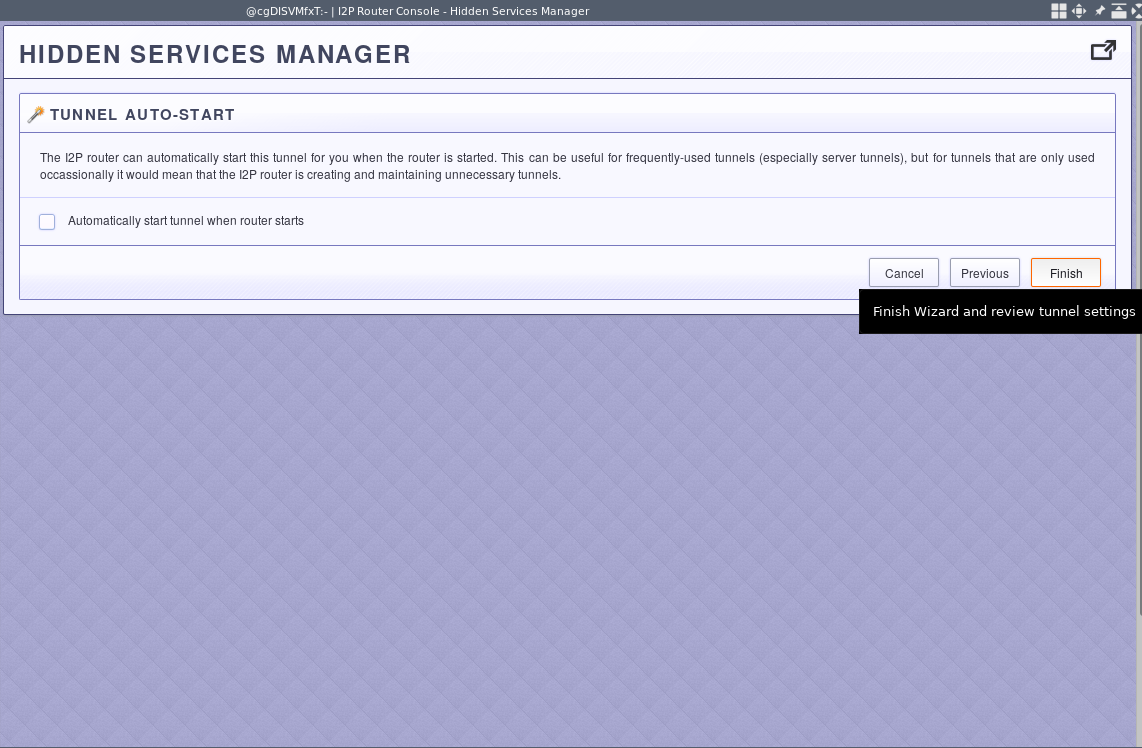 @cgDISVMfxT:- | I2P Router Console - Hidden Services Manager
HIDDEN SERVICES MANAGER
TUNNEL AUTO-START
The I2P router can automatically start this tunnel for you when the router is started. This can be useful for frequently-used tunnels (especially server tunnels), but for tunnels that are only used
occassionally it would mean that the I2P router is creating and maintaining unnecessary tunnels.
Automatically start tunnel when router starts
Cancel Previous Finish
Finish Wizard and review tunnel settings